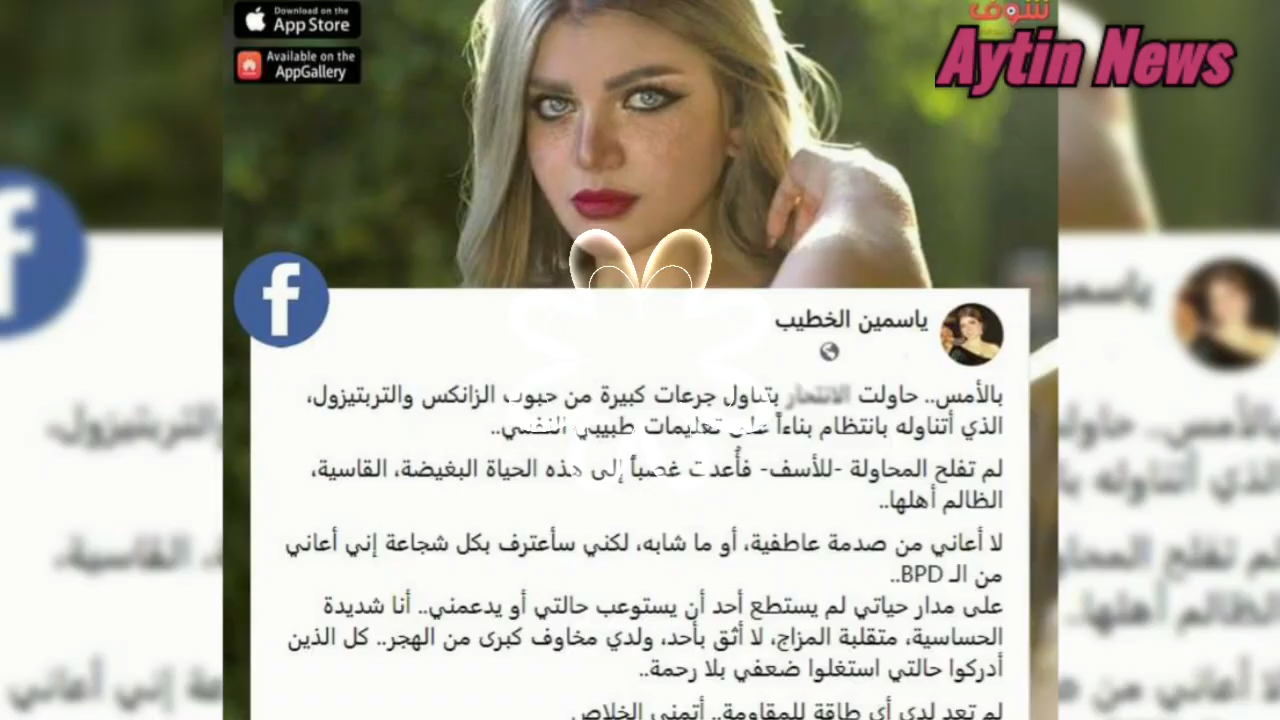 Download on the
App Store
Available on the
AppGallery
شوف
Aytin News
f
ياسمين الخطيب
بالأمس.. حاولت الانتحار بتناول جرعات كبيرة من حبوب الزانكس والتربتيزول،
الذي أتناوله بانتظام بناءاً على تعليمات طبيبي النفسي..
لم تفلح المحاولة -للأسف- فأُعدت غصباً إلى هذه الحياة البغيضة، القاسية،
الظالم أهلها..
لا أعاني من صدمة عاطفية، أو ما شابه، لكني سأعترف بكل شجاعة إني أعاني
من الـ BPD..
على مدار حياتي لم يستطع أحد أن يستوعب حالتي أو يدعمني.. أنا شديدة
الحساسية، متقلبة المزاج، لا أثق بأحد، ولدي مخاوف كبرى من الهجر.. كل الذين
أدركوا حالتي استغلوا ضعفي بلا رحمة..
لم تعد لدي أي طاقة للمقاومة.. أتمنى الخلاص